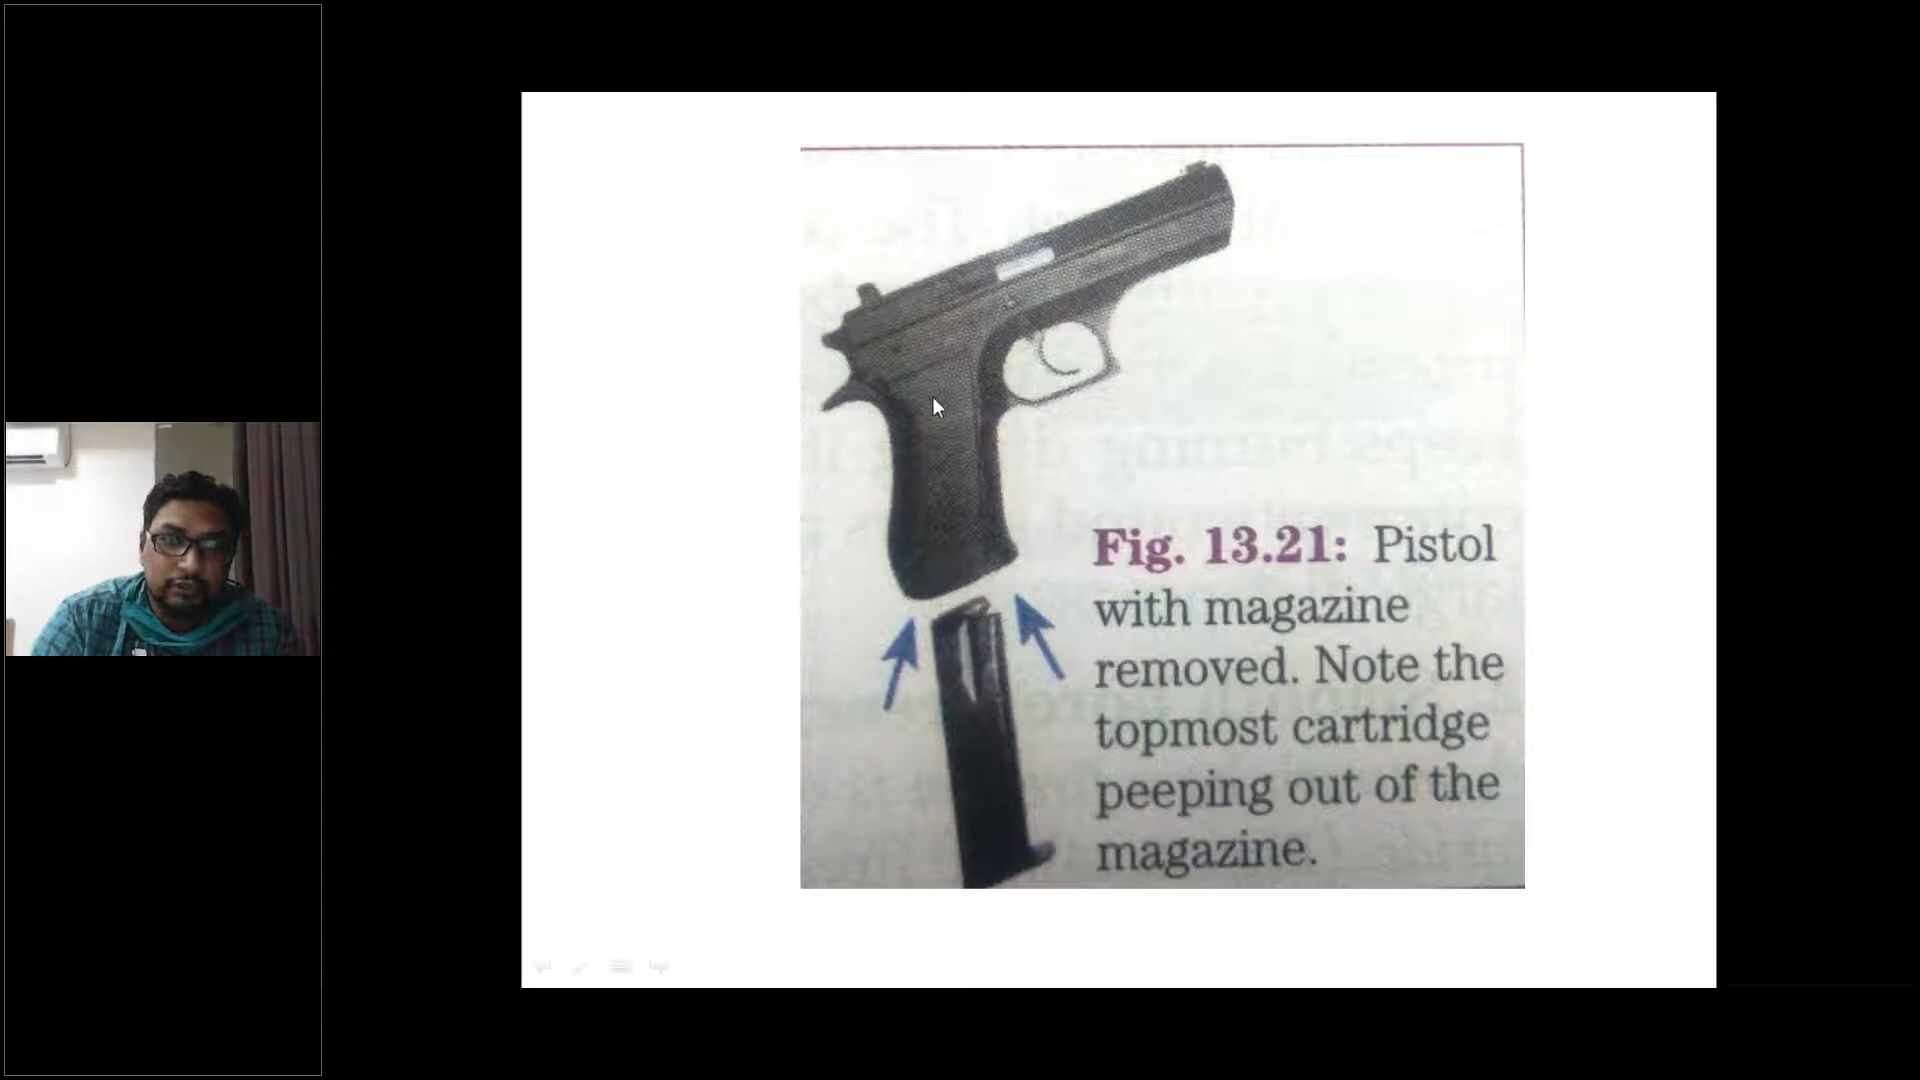 Fig. 13.21: Pistol
with magazine
removed. Note the
topmost cartridge
peeping out of the
magazine.